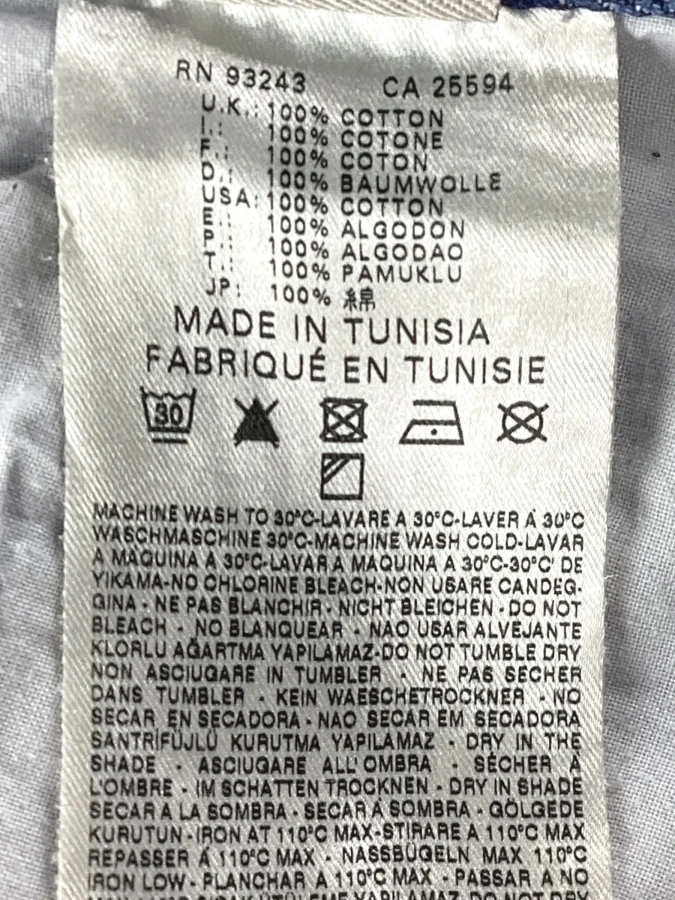 RN 93243 CA 25594
U.K.: 100% COTTON
I.: 100% COTONE
F.: 100% COTON
D.: 100% BAUMWOLLE
USA: 100% COTTON
E.: 100% ALGODON
P.: 100% ALGODAO
T.: 100% PAMUKLU
JP: 100% 綿
MADE IN TUNISIA
FABRIQUÉ EN TUNISIE
30
MACHINE WASH TO 30°C-LAVARE A 30°C-LAVER Á 30°C
WASCHMASCHINE 30°C-MACHINE WASH COLD-LAVAR
A MÁQUINA A 30°C-LAVAR A MAQUINA A 30°C-30°C' DE
YIKAMA-NO CHLORINE BLEACH-NON USARE CANDEG-
GINA - NE PAS BLANCHIR - NICHT BLEICHEN - DO NOT
BLEACH - NO BLANQUEAR - NAO USAR ALVEJANTE
KLORLU AĞARTMA YAPILAMAZ-DO NOT TUMBLE DRY
NON ASCIUGARE IN TUMBLER - NE PAS SECHER
DANS TUMBLER - KEIN WAESCHETROCKNER - NO
SECAR EN SECADORA - NAO SECAR EM SECADORA
SANTRİFÜJLÜ KURUTMA YAPILAMAZ - DRY IN THE
SHADE - ASCIUGARE ALL'OMBRA - SÉCHER Á
L'OMBRE - IM SCHATTEN TROCKNEN - DRY IN SHADE
SECAR A LA SOMBRA - SECAR Á SOMBRA - GÖLGEDE
KURUTUN-IRON AT 110°C MAX-STIRARE A 110°C MAX
REPASSER Á 110°C MAX - NASSBÜGELN MAX 110°C
IRON LOW - PLANCHAR A 110°C MAX - PASSAR A NO